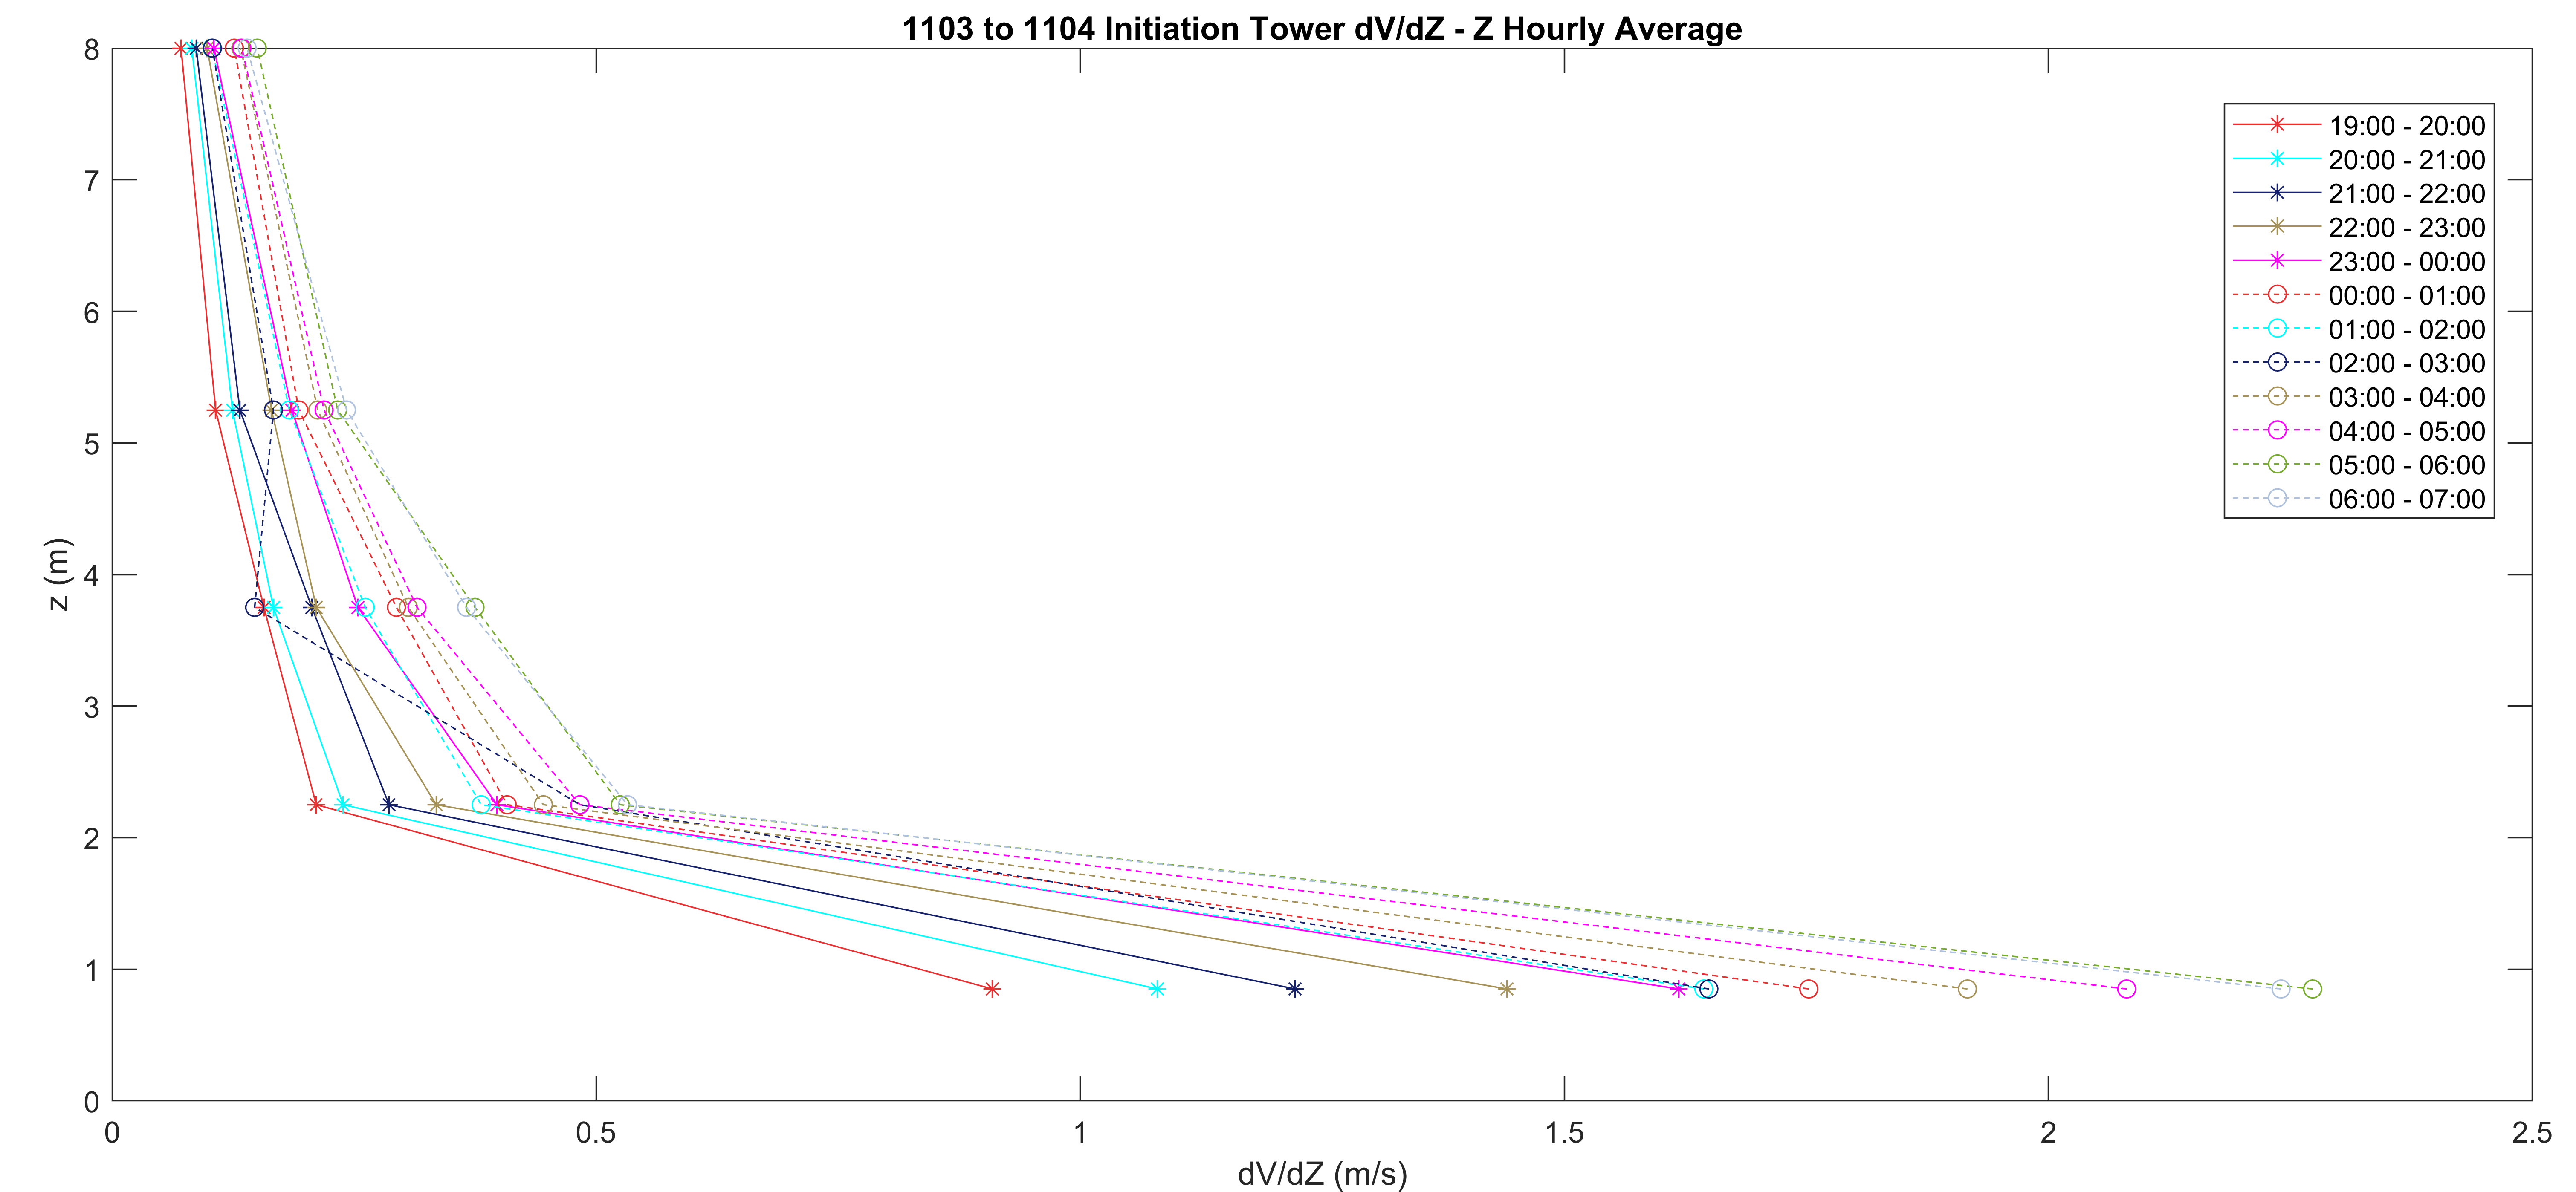 1103 to 1104 Initiation Tower dV/dZ - Z Hourly Average
8
7
6
5
4
3
2
1
0
z (m)
0 0.5 1 1.5 2 2.5
dV/dZ (m/s)
19:00 - 20:00
20:00 - 21:00
21:00 - 22:00
22:00 - 23:00
23:00 - 00:00
00:00 - 01:00
01:00 - 02:00
02:00 - 03:00
03:00 - 04:00
04:00 - 05:00
05:00 - 06:00
06:00 - 07:00